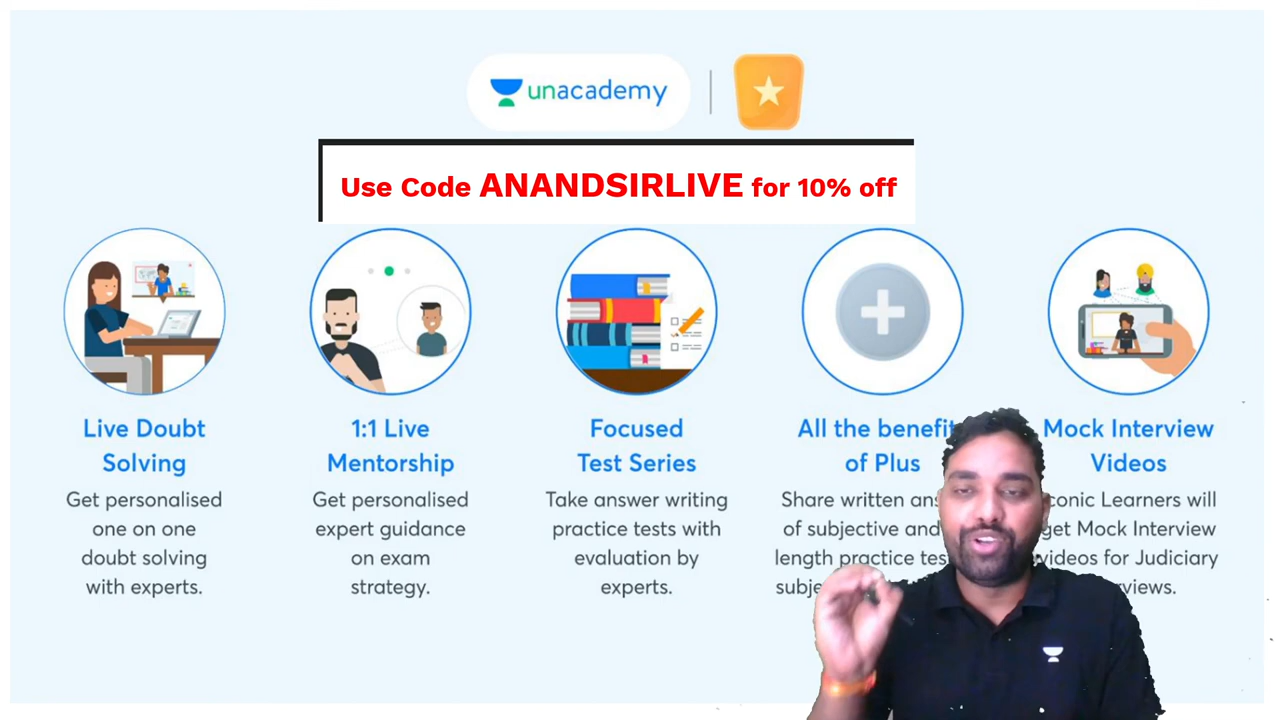 unacademy
Use Code ANANDSIRLIVE for 10% off
Live Doubt
Solving
Get personalised
one on one
doubt solving
with experts.
1:1 Live
Mentorship
Get personalised
expert guidance
on exam
strategy.
Focused
Test Series
Take answer writing
practice tests with
evaluation by
experts.
All the benefit
of Plus
Share written
of subjective and
length practice
Mock Interview
Videos
Learners will
get Mock Interview
videos for Judiciary